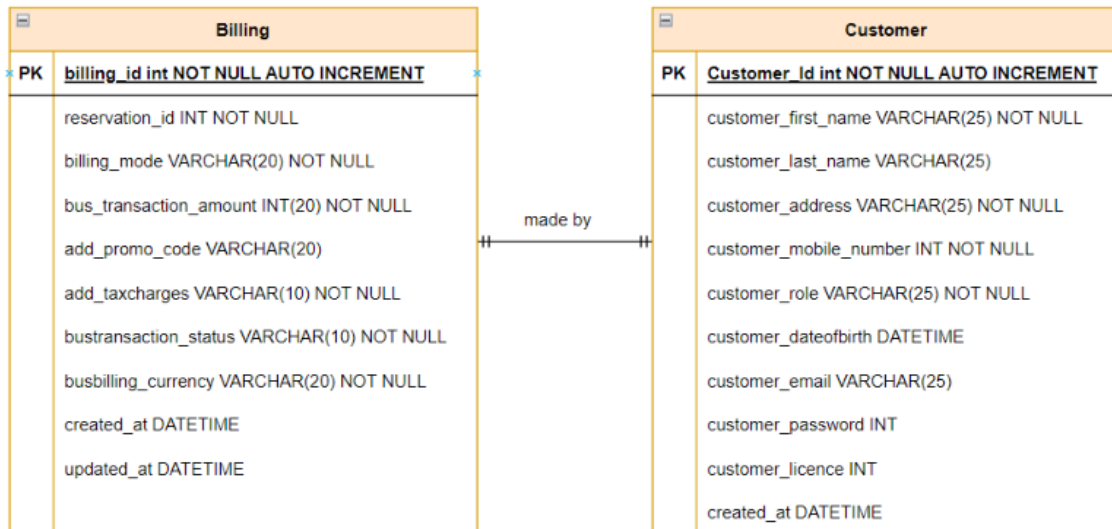 Billing
PK billing_id int NOT NULL AUTO INCREMENT
reservation_id INT NOT NULL
billing_mode VARCHAR(20) NOT NULL
bus_transaction_amount INT(20) NOT NULL
add_promo_code VARCHAR(20)
add_taxcharges VARCHAR(10) NOT NULL
bustransaction_status VARCHAR(10) NOT NULL
busbilling_currency VARCHAR(20) NOT NULL
created_at DATETIME
updated_at DATETIME
made by
Customer
PK Customer_Id int NOT NULL AUTO INCREMENT
customer_first_name VARCHAR(25) NOT NULL
customer_last_name VARCHAR(25)
customer_address VARCHAR(25) NOT NULL
customer_mobile_number INT NOT NULL
customer_role VARCHAR(25) NOT NULL
customer_dateofbirth DATETIME
customer_email VARCHAR(25)
customer_password INT
customer_licence INT
created_at DATETIME